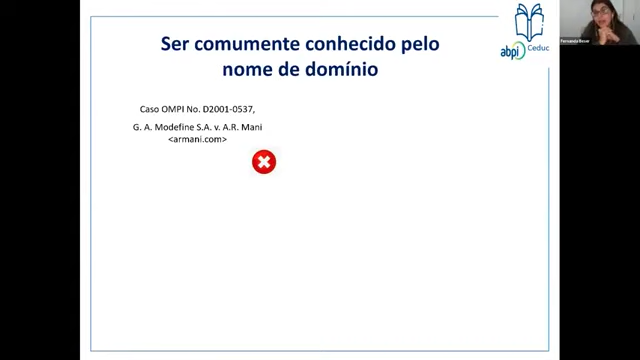 Ser comumente conhecido pelo
nome de domínio
abpi
Ceduc
Caso OMPI No. D2001-0537,
G. A. Modefine S.A. v. A.R. Mani
<armani.com>